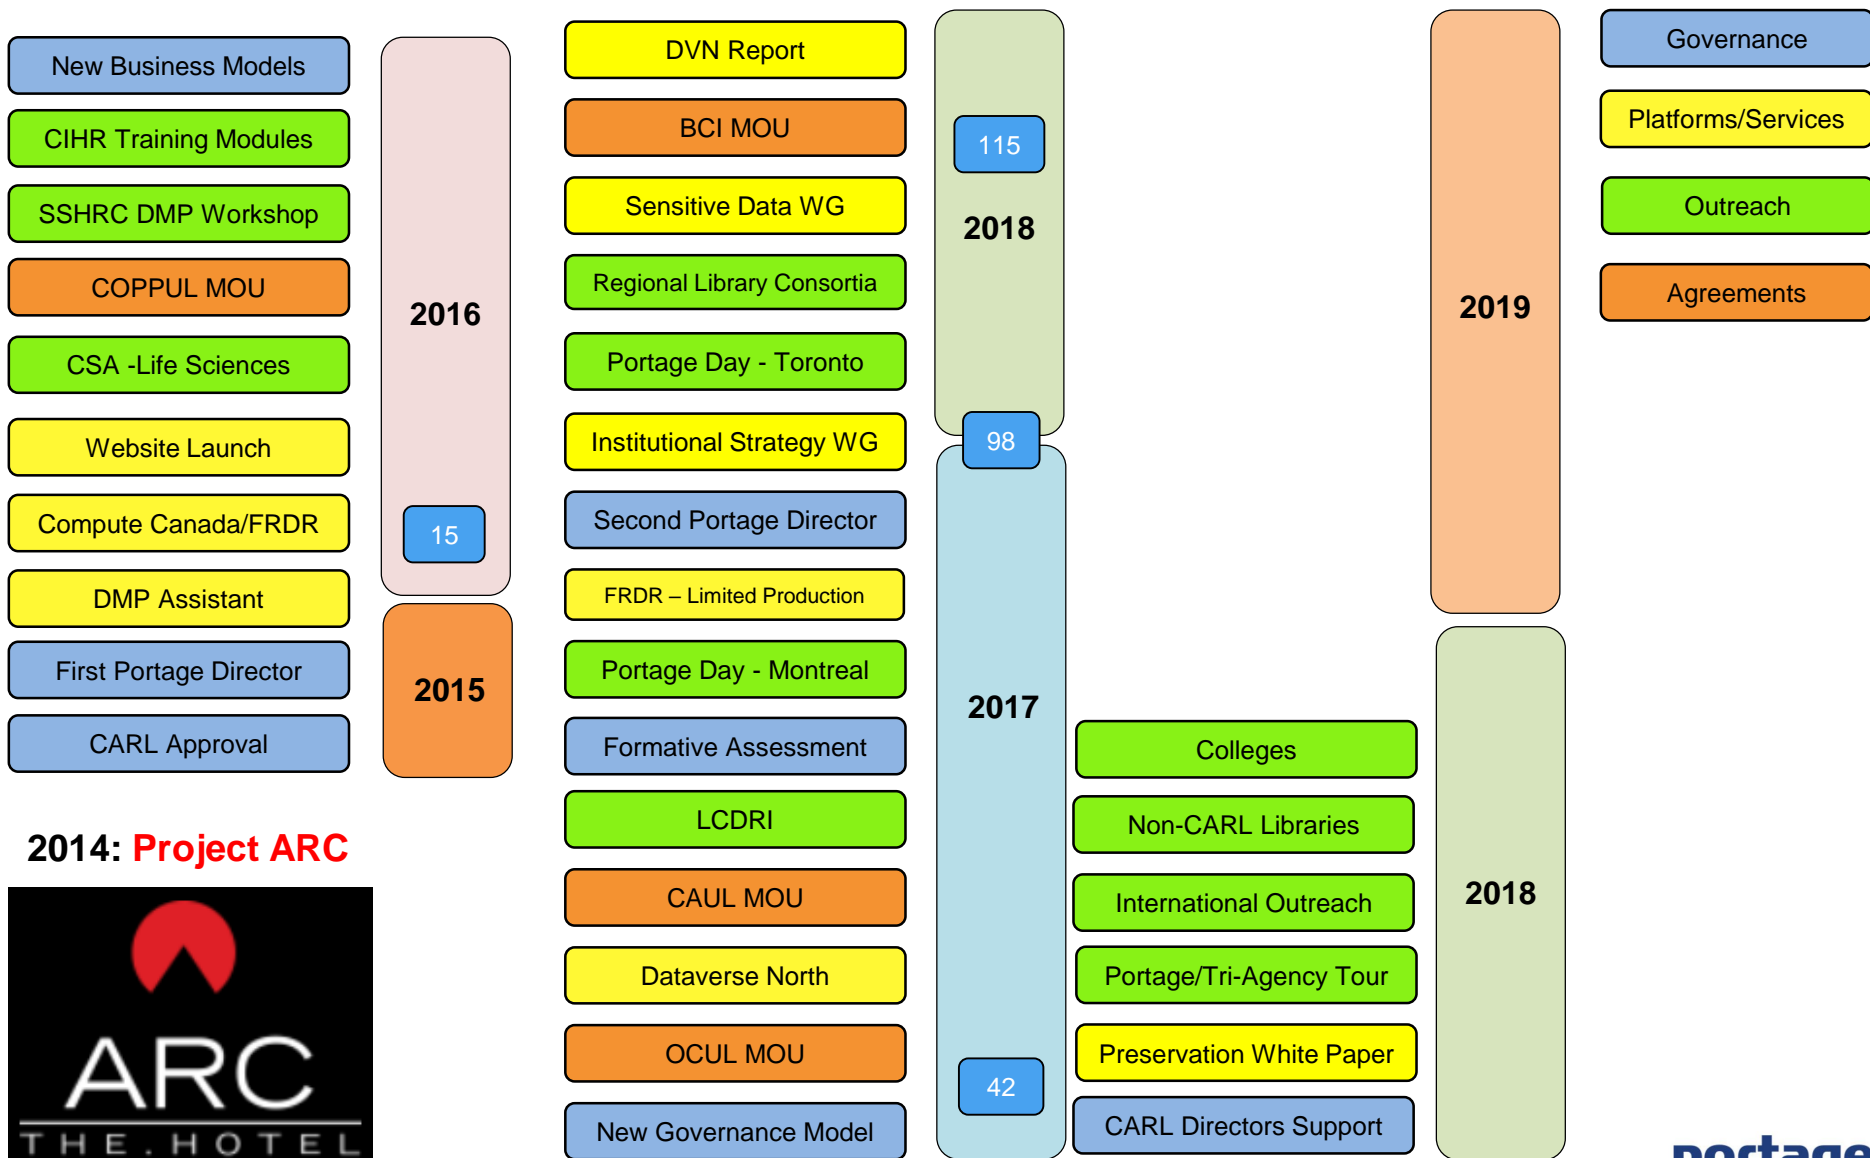 New Business Models
CIHR Training Modules
SSHRC DMP Workshop
COPPUL MOU
CSA -Life Sciences
Website Launch
Compute Canada/FRDR
DMP Assistant
First Portage Director
CARL Approval
2016
15
2015
2014: Project ARC
ARC
THE.HOTEL
DVN Report
BCI MOU
Sensitive Data WG
Regional Library Consortia
Portage Day - Toronto
Institutional Strategy WG
Second Portage Director
FRDR – Limited Production
Portage Day - Montreal
Formative Assessment
LCDRI
CAUL MOU
Dataverse North
OCUL MOU
New Governance Model
115
2018
98
2017
42
Colleges
Non-CARL Libraries
International Outreach
Portage/Tri-Agency Tour
Preservation White Paper
CARL Directors Support
2019
2018
Governance
Platforms/Services
Outreach
Agreements
portage